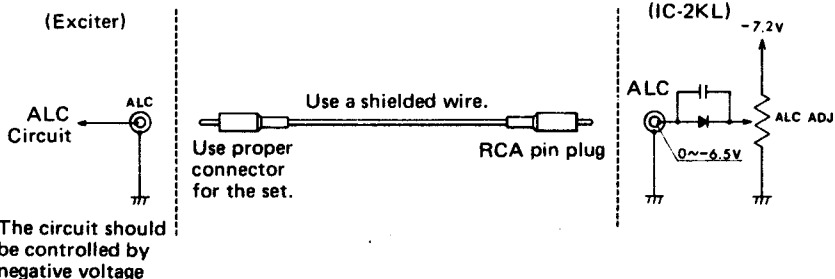 (Exciter)
ALC
ALC
Circuit
The circuit should
be controlled by
negative voltage
Use a shielded wire.
Use proper
connector
for the set.
RCA pin plug
(IC-2KL)
-7.2V
ALC
ALC ADJ
0~-6.5V